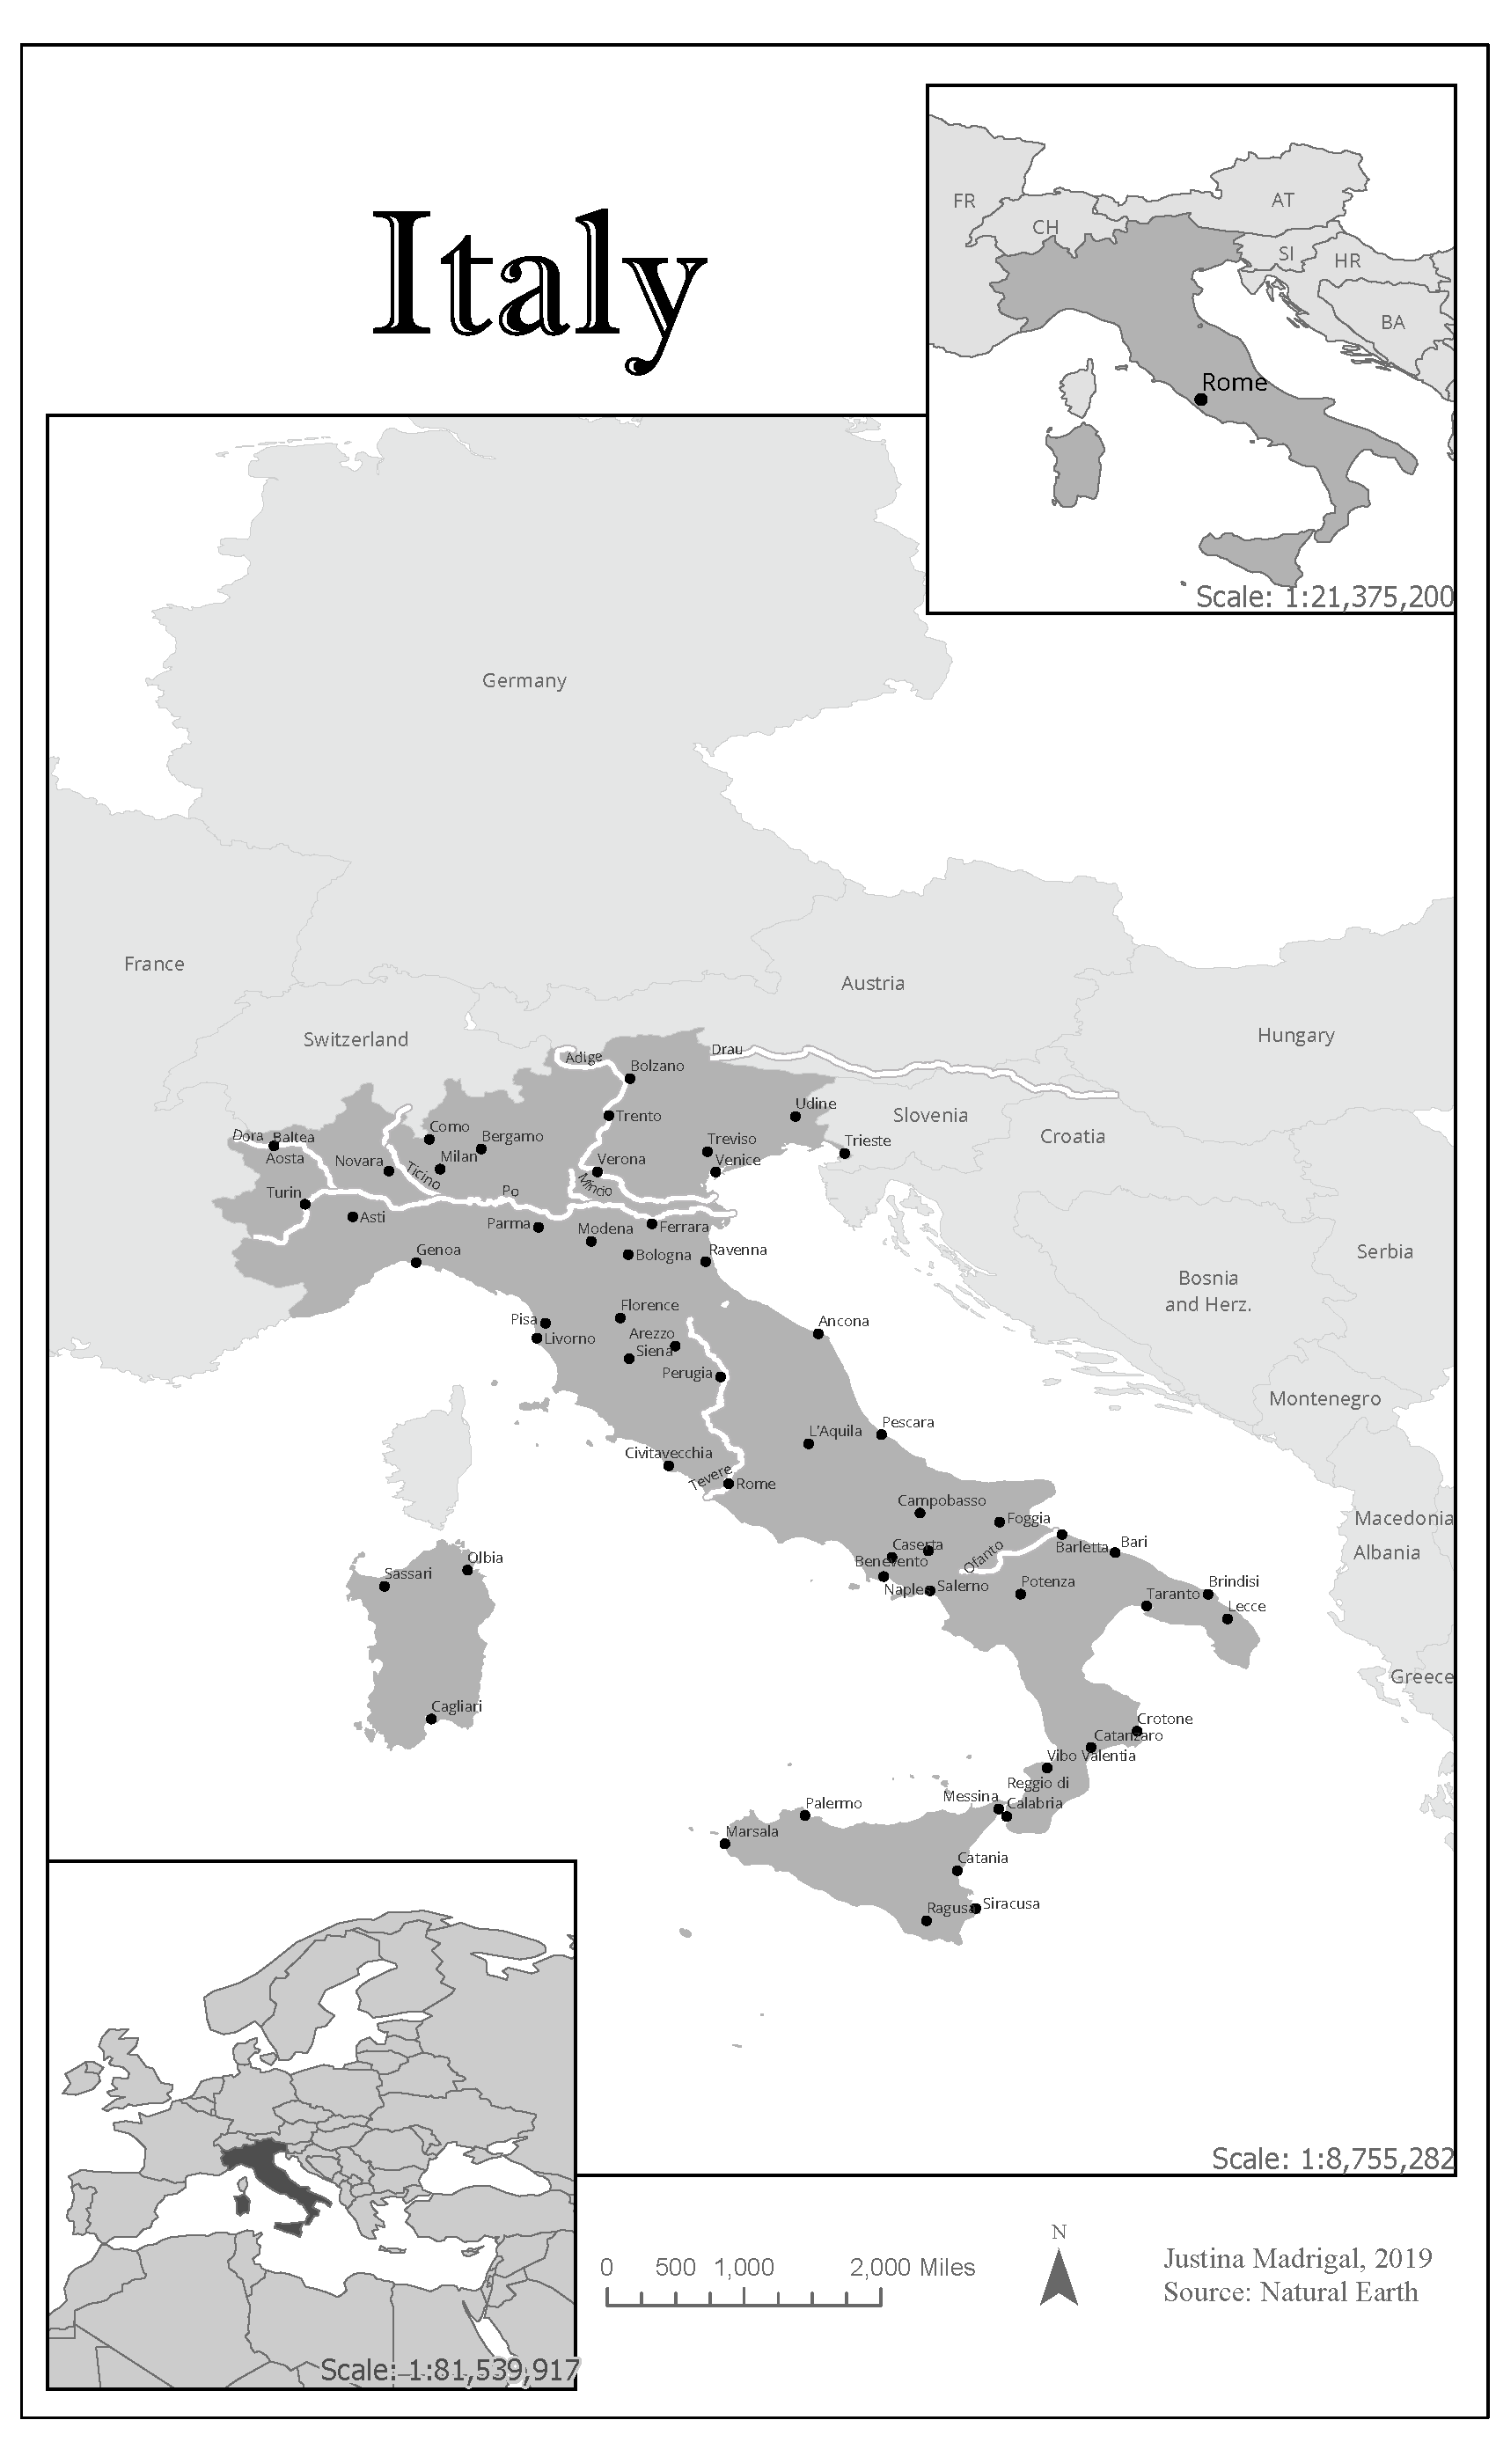 Italy
FR
CH
AT
SI
HR
BA
Rome
Scale: 1:21,375,200
Germany
France
Austria
Switzerland
Hungary
Adige
Drau
Bolzano
Udine
Trento
Slovenia
Croatia
Dora Baltea
Como
Bergamo
Treviso
Trieste
Aosta
Novara
Milan
Verona
Venice
Ticino
Mincio
Turin
Po
Asti
Parma
Modena
Ferrara
Genoa
Bologna
Ravenna
Serbia
Bosnia
and Herz.
Florence
Pisa
Ancona
Livorno
Arezzo
Siena
Perugia
Montenegro
L'Aquila
Pescara
Civitavecchia
Tevere
Rome
Campobasso
Foggia
Macedonia
Caserta
Ofanto
Barletta
Bari
Albania
Benevento
Olbia
Sassari
Naples
Salerno
Potenza
Taranto
Brindisi
Lecce
Greece
Cagliari
Crotone
Catanzaro
Vibo Valentia
Reggio di
Calabria
Messina
Palermo
Marsala
Catania
Ragusa
Siracusa
Scale: 1:8,755,282
0 500 1,000 2,000 Miles
N
Justina Madrigal, 2019
Source: Natural Earth
Scale: 1:81,539,917